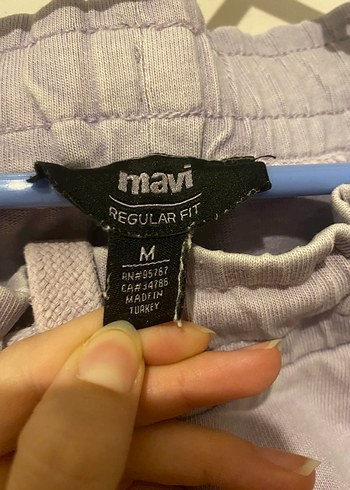 mavi
REGULAR FIT
M
RN#95767
CA#34786
MADE IN
TURKEY